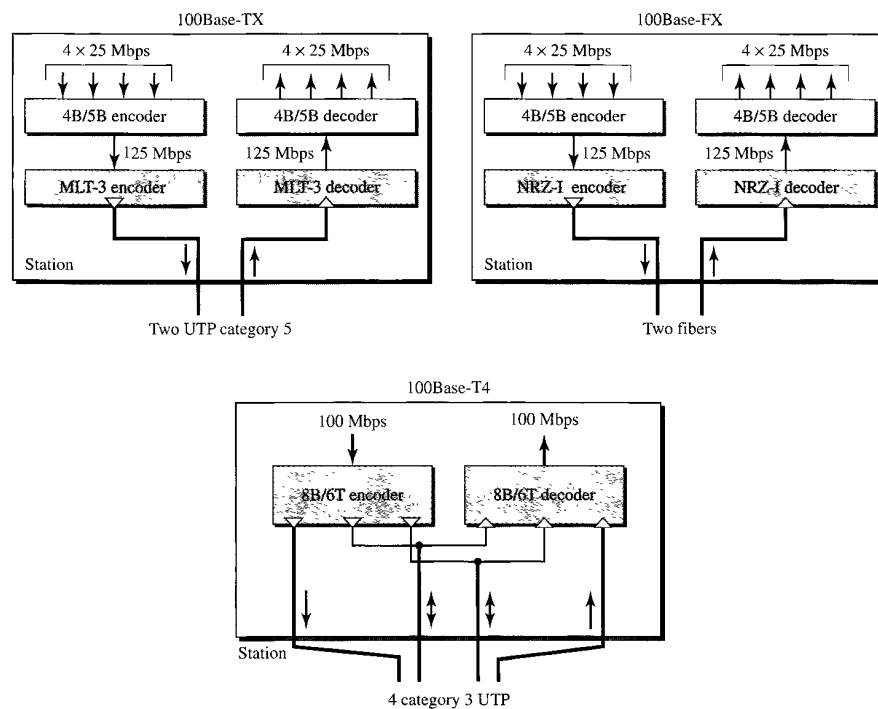 100Base-TX
4 × 25 Mbps
4 × 25 Mbps
4B/5B encoder
4B/5B decoder
125 Mbps
125 Mbps
MLT-3 encoder
MLT-3 decoder
Station
Two UTP category 5
100Base-FX
4 × 25 Mbps
4 × 25 Mbps
4B/5B encoder
4B/5B decoder
125 Mbps
125 Mbps
NRZ-I encoder
NRZ-I decoder
Station
Two fibers
100Base-T4
100 Mbps
100 Mbps
8B/6T encoder
8B/6T decoder
Station
4 category 3 UTP